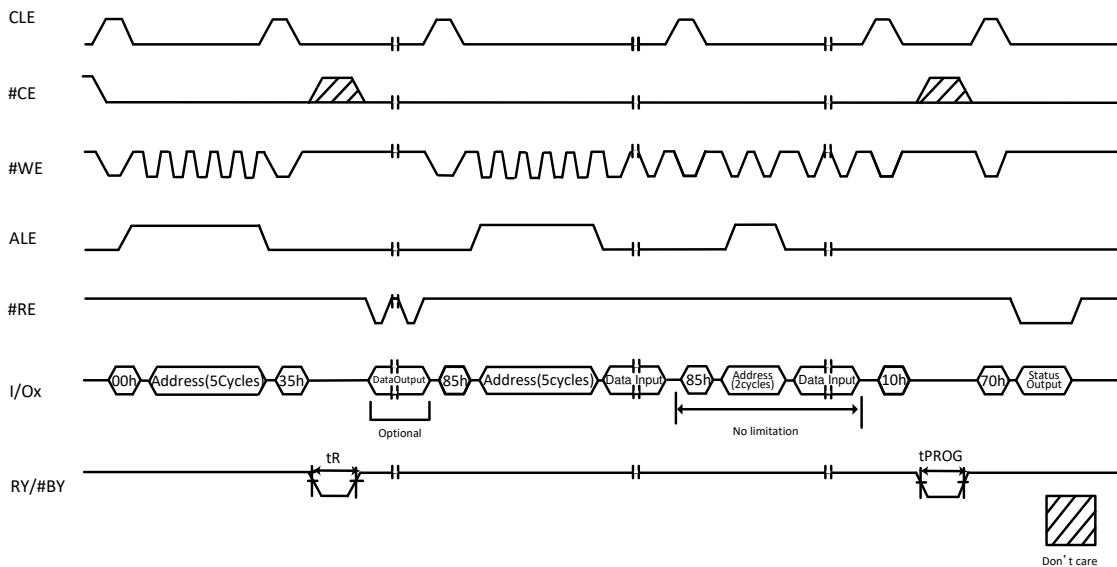 CLE
#CE
#WE
ALE
#RE
I/Ox
00h
Address(5Cycles)
35h
DataOutput
85h
Address(5cycles)
Data Input
85h
Address
(2cycles)
Data Input
10h
70h
Status
Output
Optional
No limitation
RY/#BY
tR
tPROG
Don't care